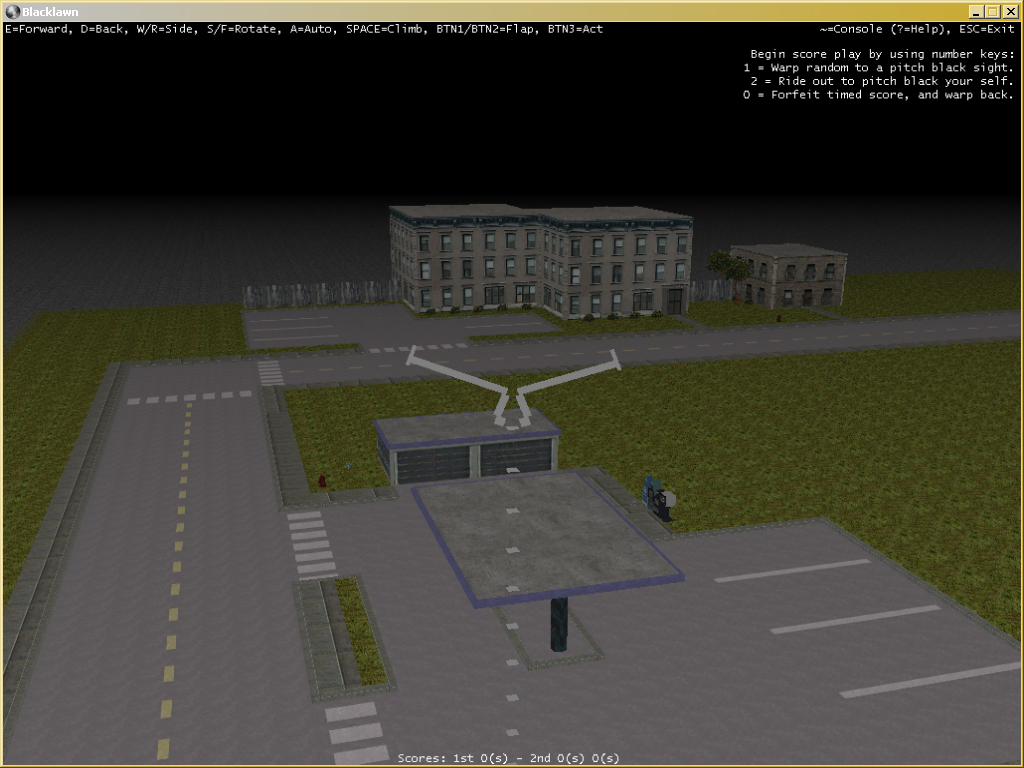 Blacklawn
E=Forward, D=Back, W/R=Side, S/F=Rotate, A=Auto, SPACE=Climb, BTN1/BTN2=Flap, BTN3=Act
~=Console (?=Help), ESC=Exit
Begin score play by using number keys:
1 = Warp random to a pitch black sight.
2 = Ride out to pitch black your self.
0 = Forfeit timed score, and warp back.
Scores: 1st 0(s) - 2nd 0(s) 0(s)